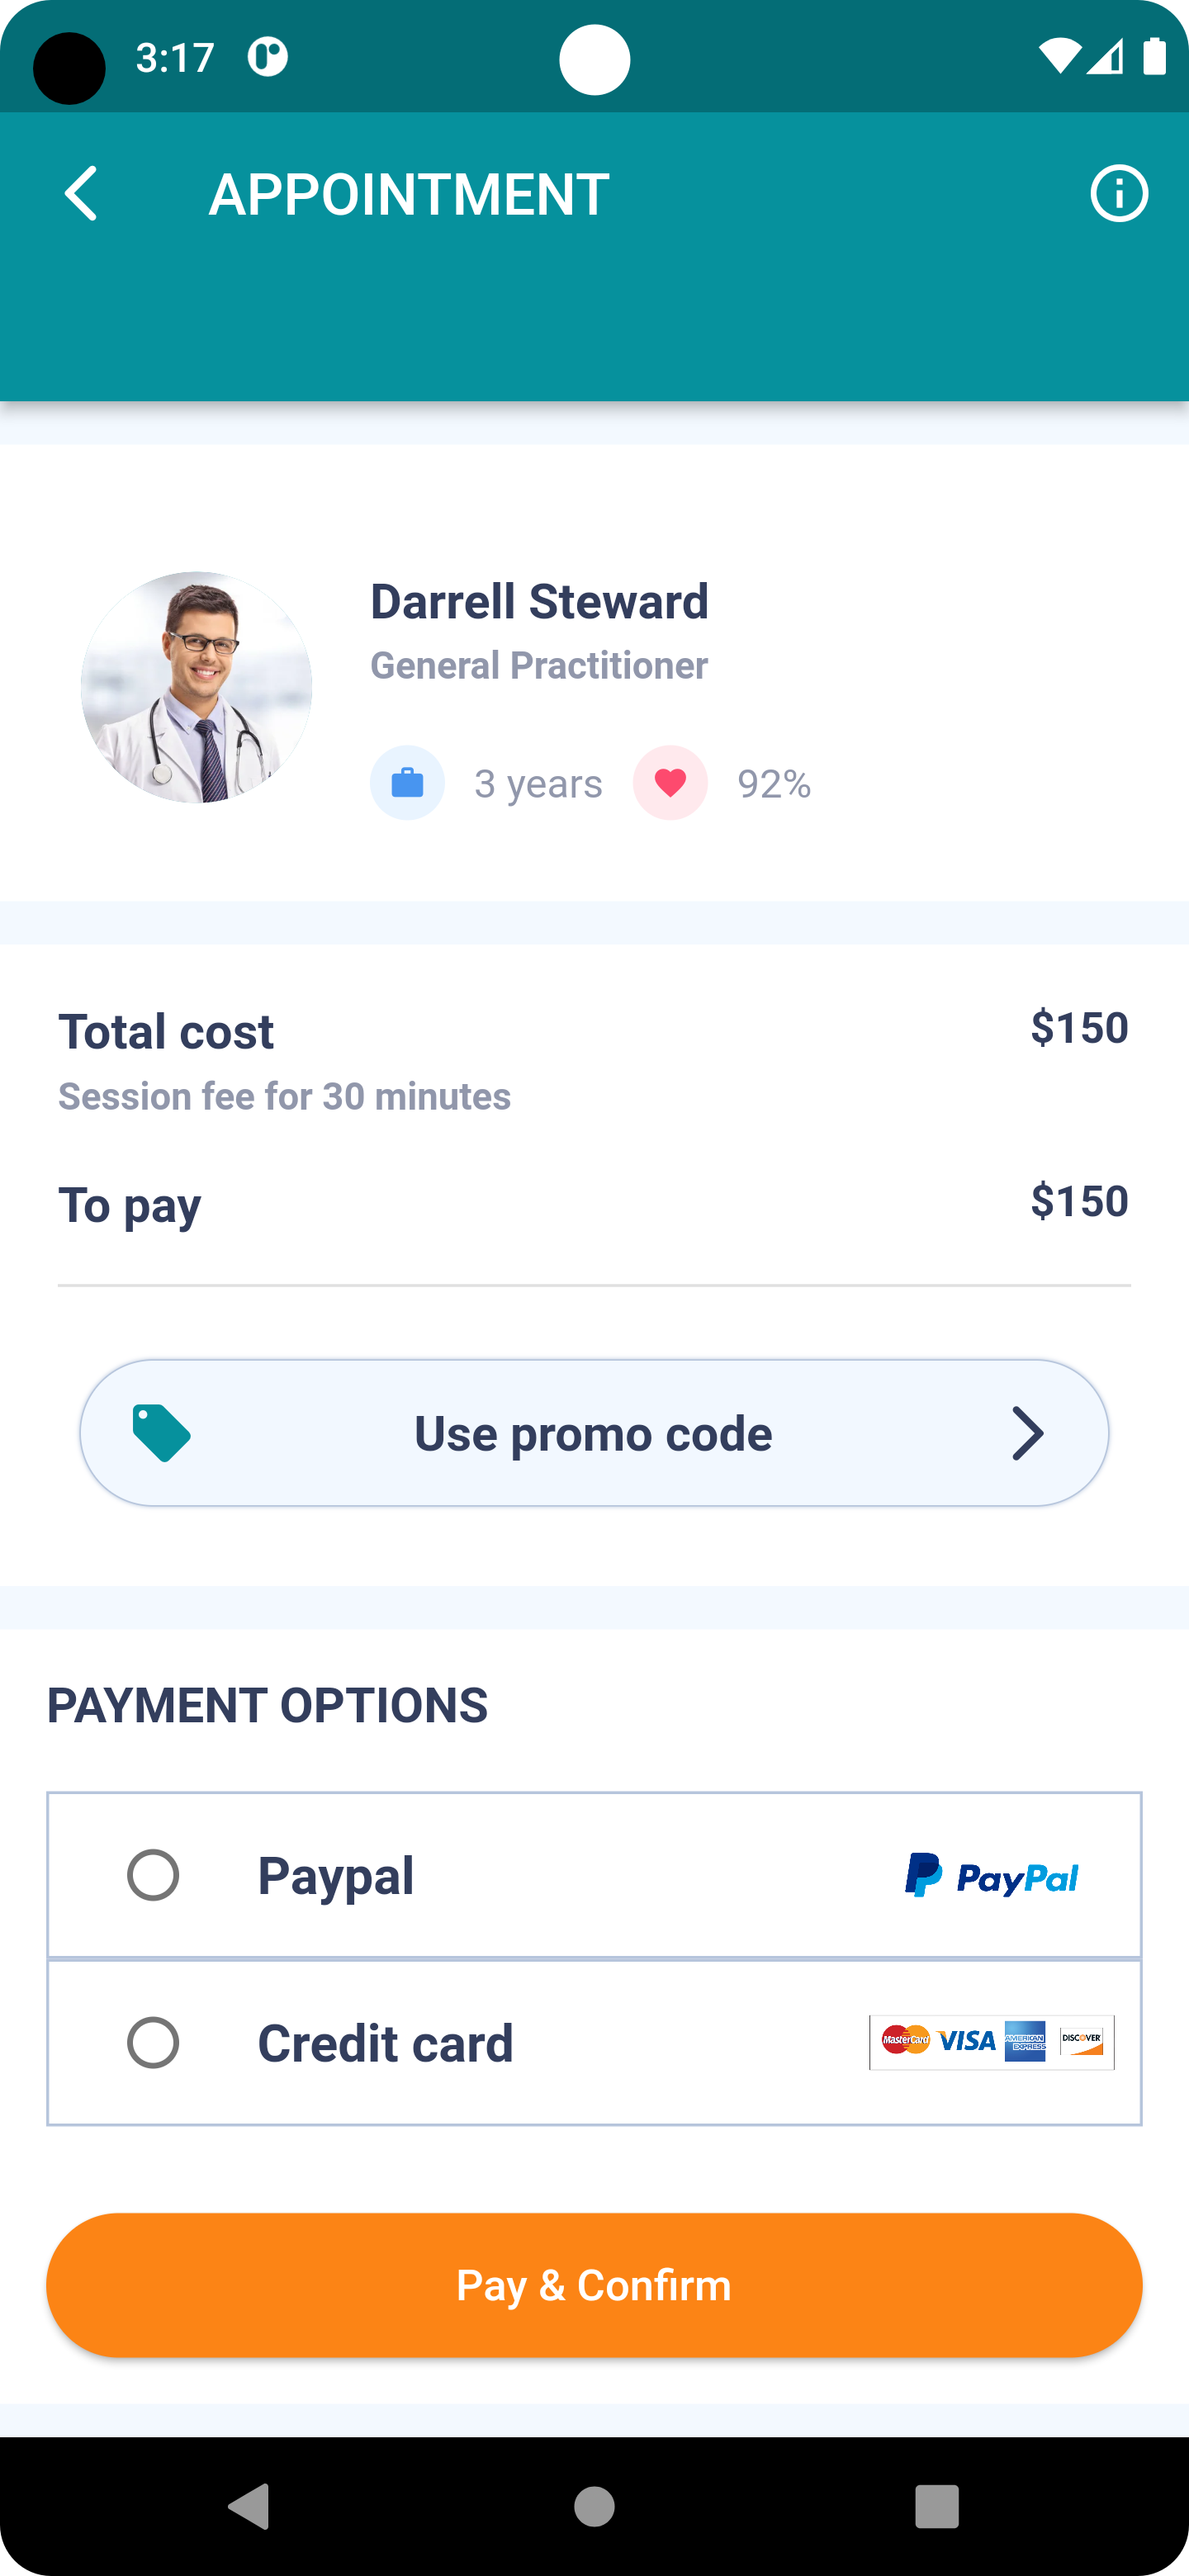 3:17
APPOINTMENT
Darrell Steward
General Practitioner
3 years 92%
Total cost $150
Session fee for 30 minutes
To pay $150
Use promo code
PAYMENT OPTIONS
Paypal PayPal
Credit card MasterCard VISA AMERICAN EXPRESS DISCOVER
Pay & Confirm